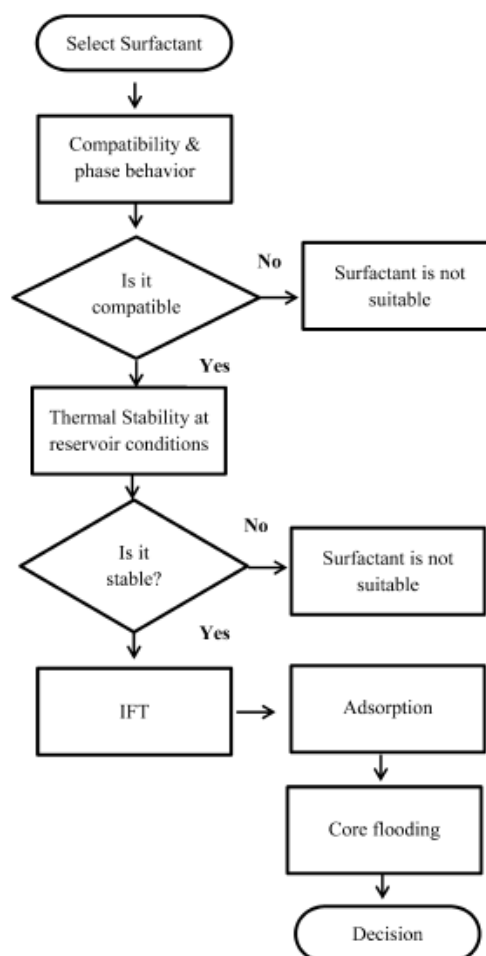 Select Surfactant
Compatibility &
phase behavior
Is it
compatible
No
Surfactant is not
suitable
Yes
Thermal Stability at
reservoir conditions
Is it
stable?
No
Surfactant is not
suitable
Yes
IFT
Adsorption
Core flooding
Decision